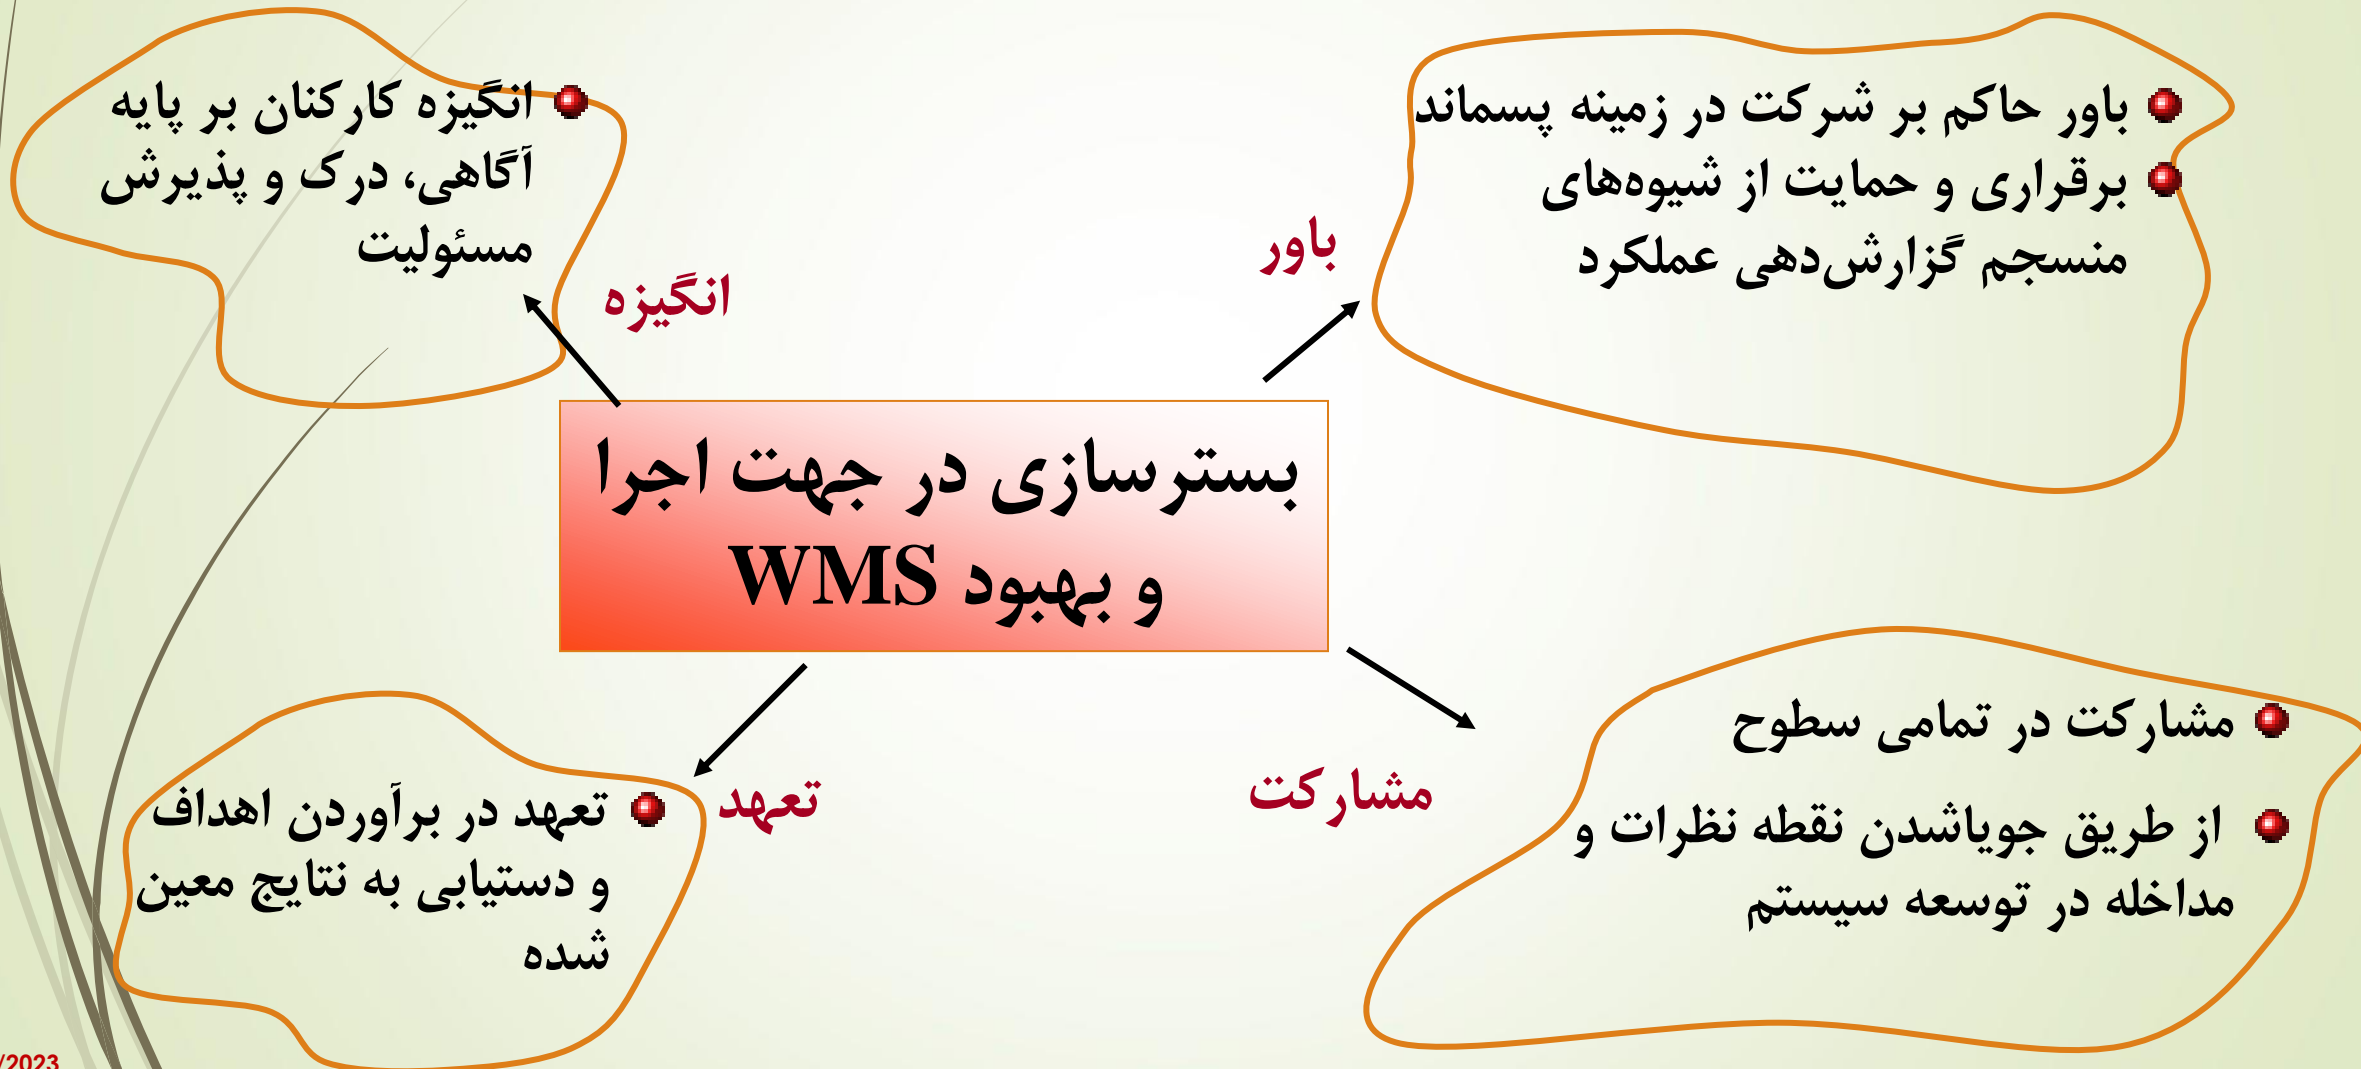 باور حاکم بر شرکت در زمینه پسماند
برقراری و حمایت از شیوه‌های
منسجم گزارش‌دهی عملکرد
باور
انگیزه کارکنان بر پایه
آگاهی، درک و پذیرش
مسئولیت
انگیزه
بسترسازی در جهت اجرا
و بهبود WMS
مشارکت در تمامی سطوح
از طریق جویاشدن نقطه نظرات و
مداخله در توسعه سیستم
مشارکت
تعهد
تعهد در برآوردن اهداف
و دستیابی به نتایج معین
شده
/2023